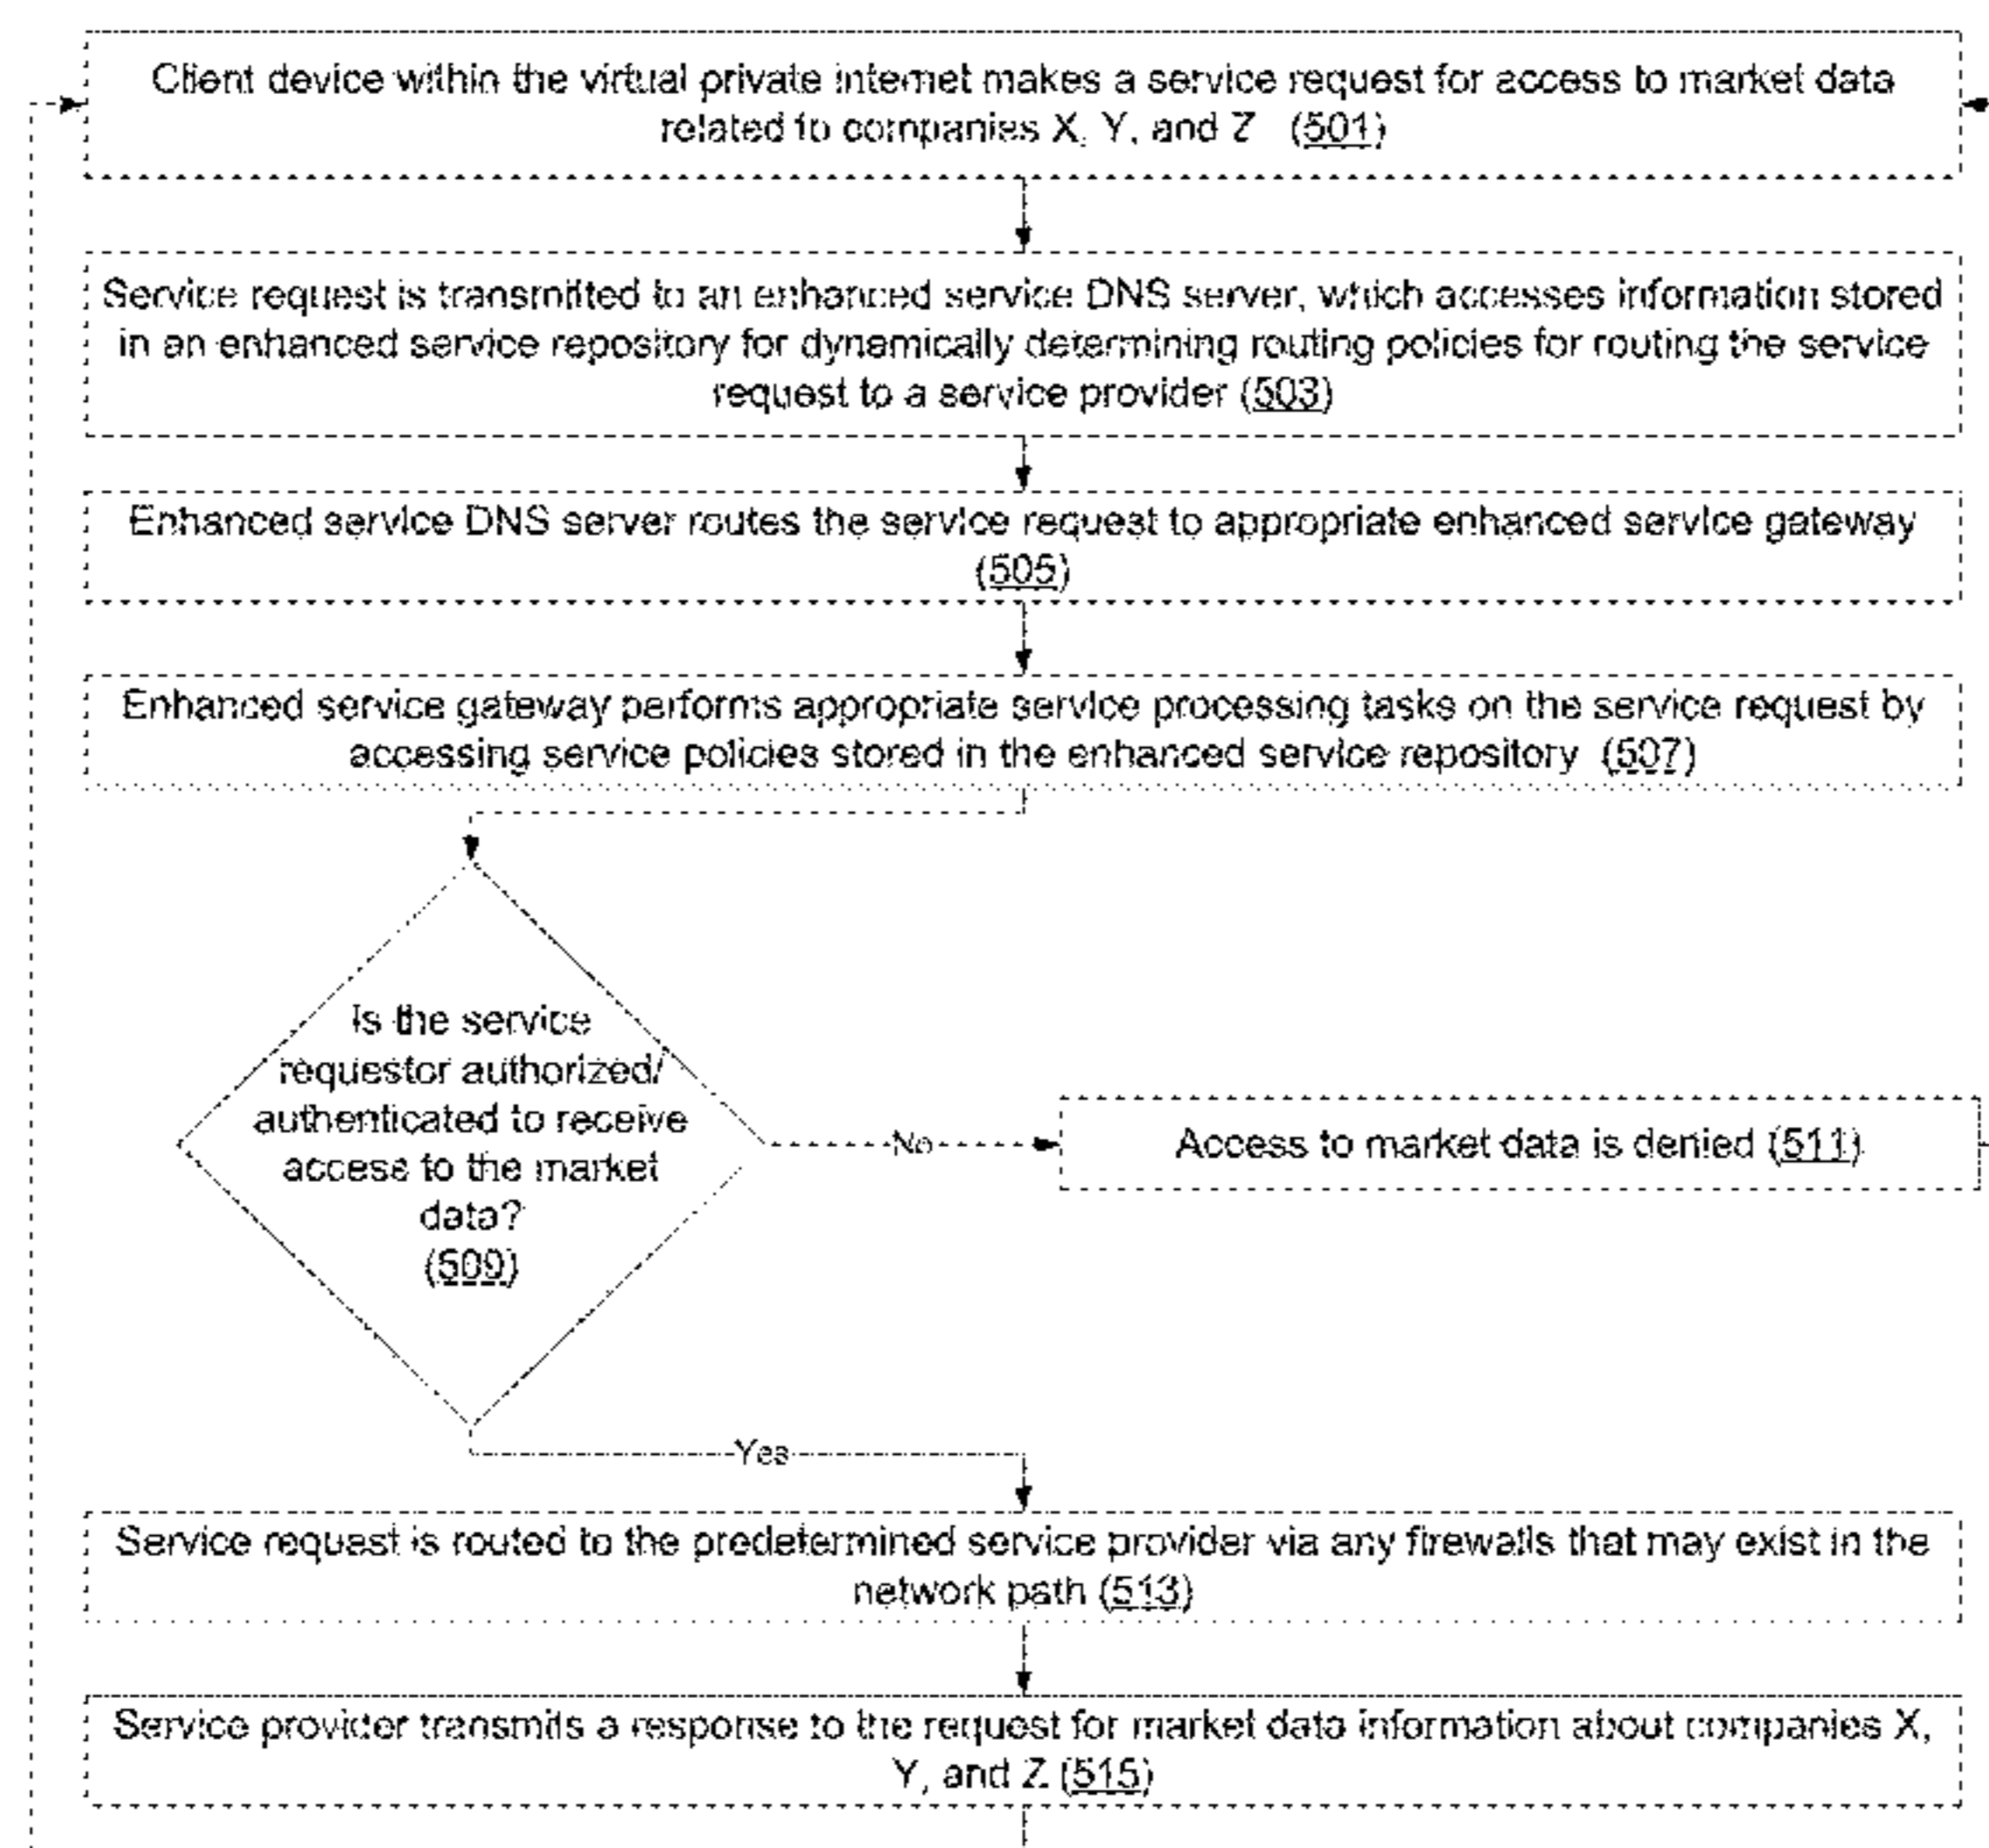 Client device within the virtual private internet makes a service request for access to market data
related to companies X, Y, and Z (501)
Service request is transmitted to an enhanced service DNS server, which accesses information stored
in an enhanced service repository for dynamically determining routing policies for routing the service
request to a service provider (503)
Enhanced service DNS server routes the service request to appropriate enhanced service gateway
(505)
Enhanced service gateway performs appropriate service processing tasks on the service request by
accessing service policies stored in the enhanced service repository (507)
Is the service
requestor authorized/
authenticated to receive
access to the market
data?
(509)
No
Access to market data is denied (511)
Yes
Service request is routed to the predetermined service provider via any firewalls that may exist in the
network path (513)
Service provider transmits a response to the request for market data information about companies X,
Y, and Z (515)